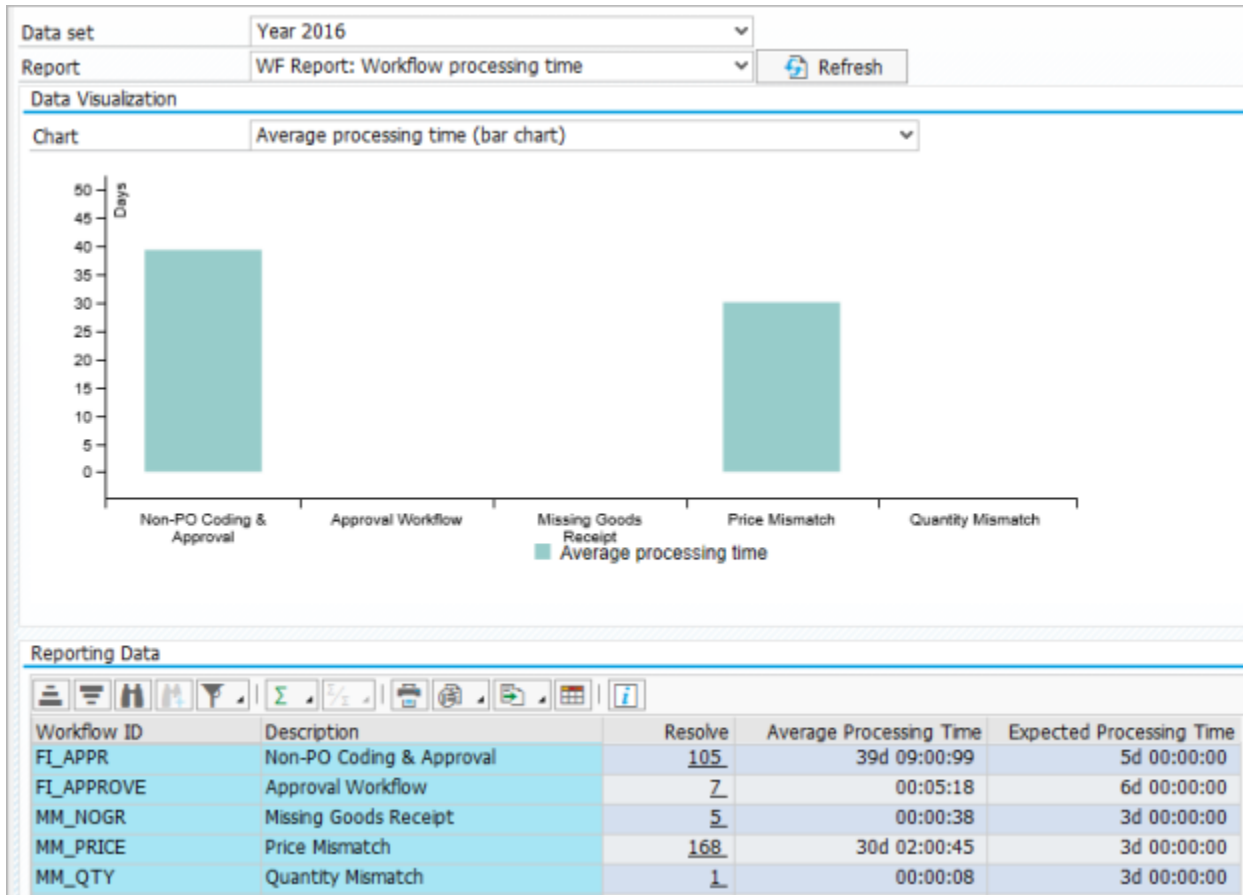 Data set Year 2016
Report WF Report: Workflow processing time Refresh
Data Visualization
Chart Average processing time (bar chart)
Days
50
45
40
35
30
25
20
15
10
5
0
Non-PO Coding & Approval Workflow Missing Goods Price Mismatch Quantity Mismatch
Approval Receipt
Average processing time
Reporting Data
Workflow ID Description Resolve Average Processing Time Expected Processing Time
FI_APPR Non-PO Coding & Approval 105 39d 09:00:99 5d 00:00:00
FI_APPROVE Approval Workflow 7 00:05:18 6d 00:00:00
MM_NOGR Missing Goods Receipt 5 00:00:38 3d 00:00:00
MM_PRICE Price Mismatch 168 30d 02:00:45 3d 00:00:00
MM_QTY Quantity Mismatch 1 00:00:08 3d 00:00:00